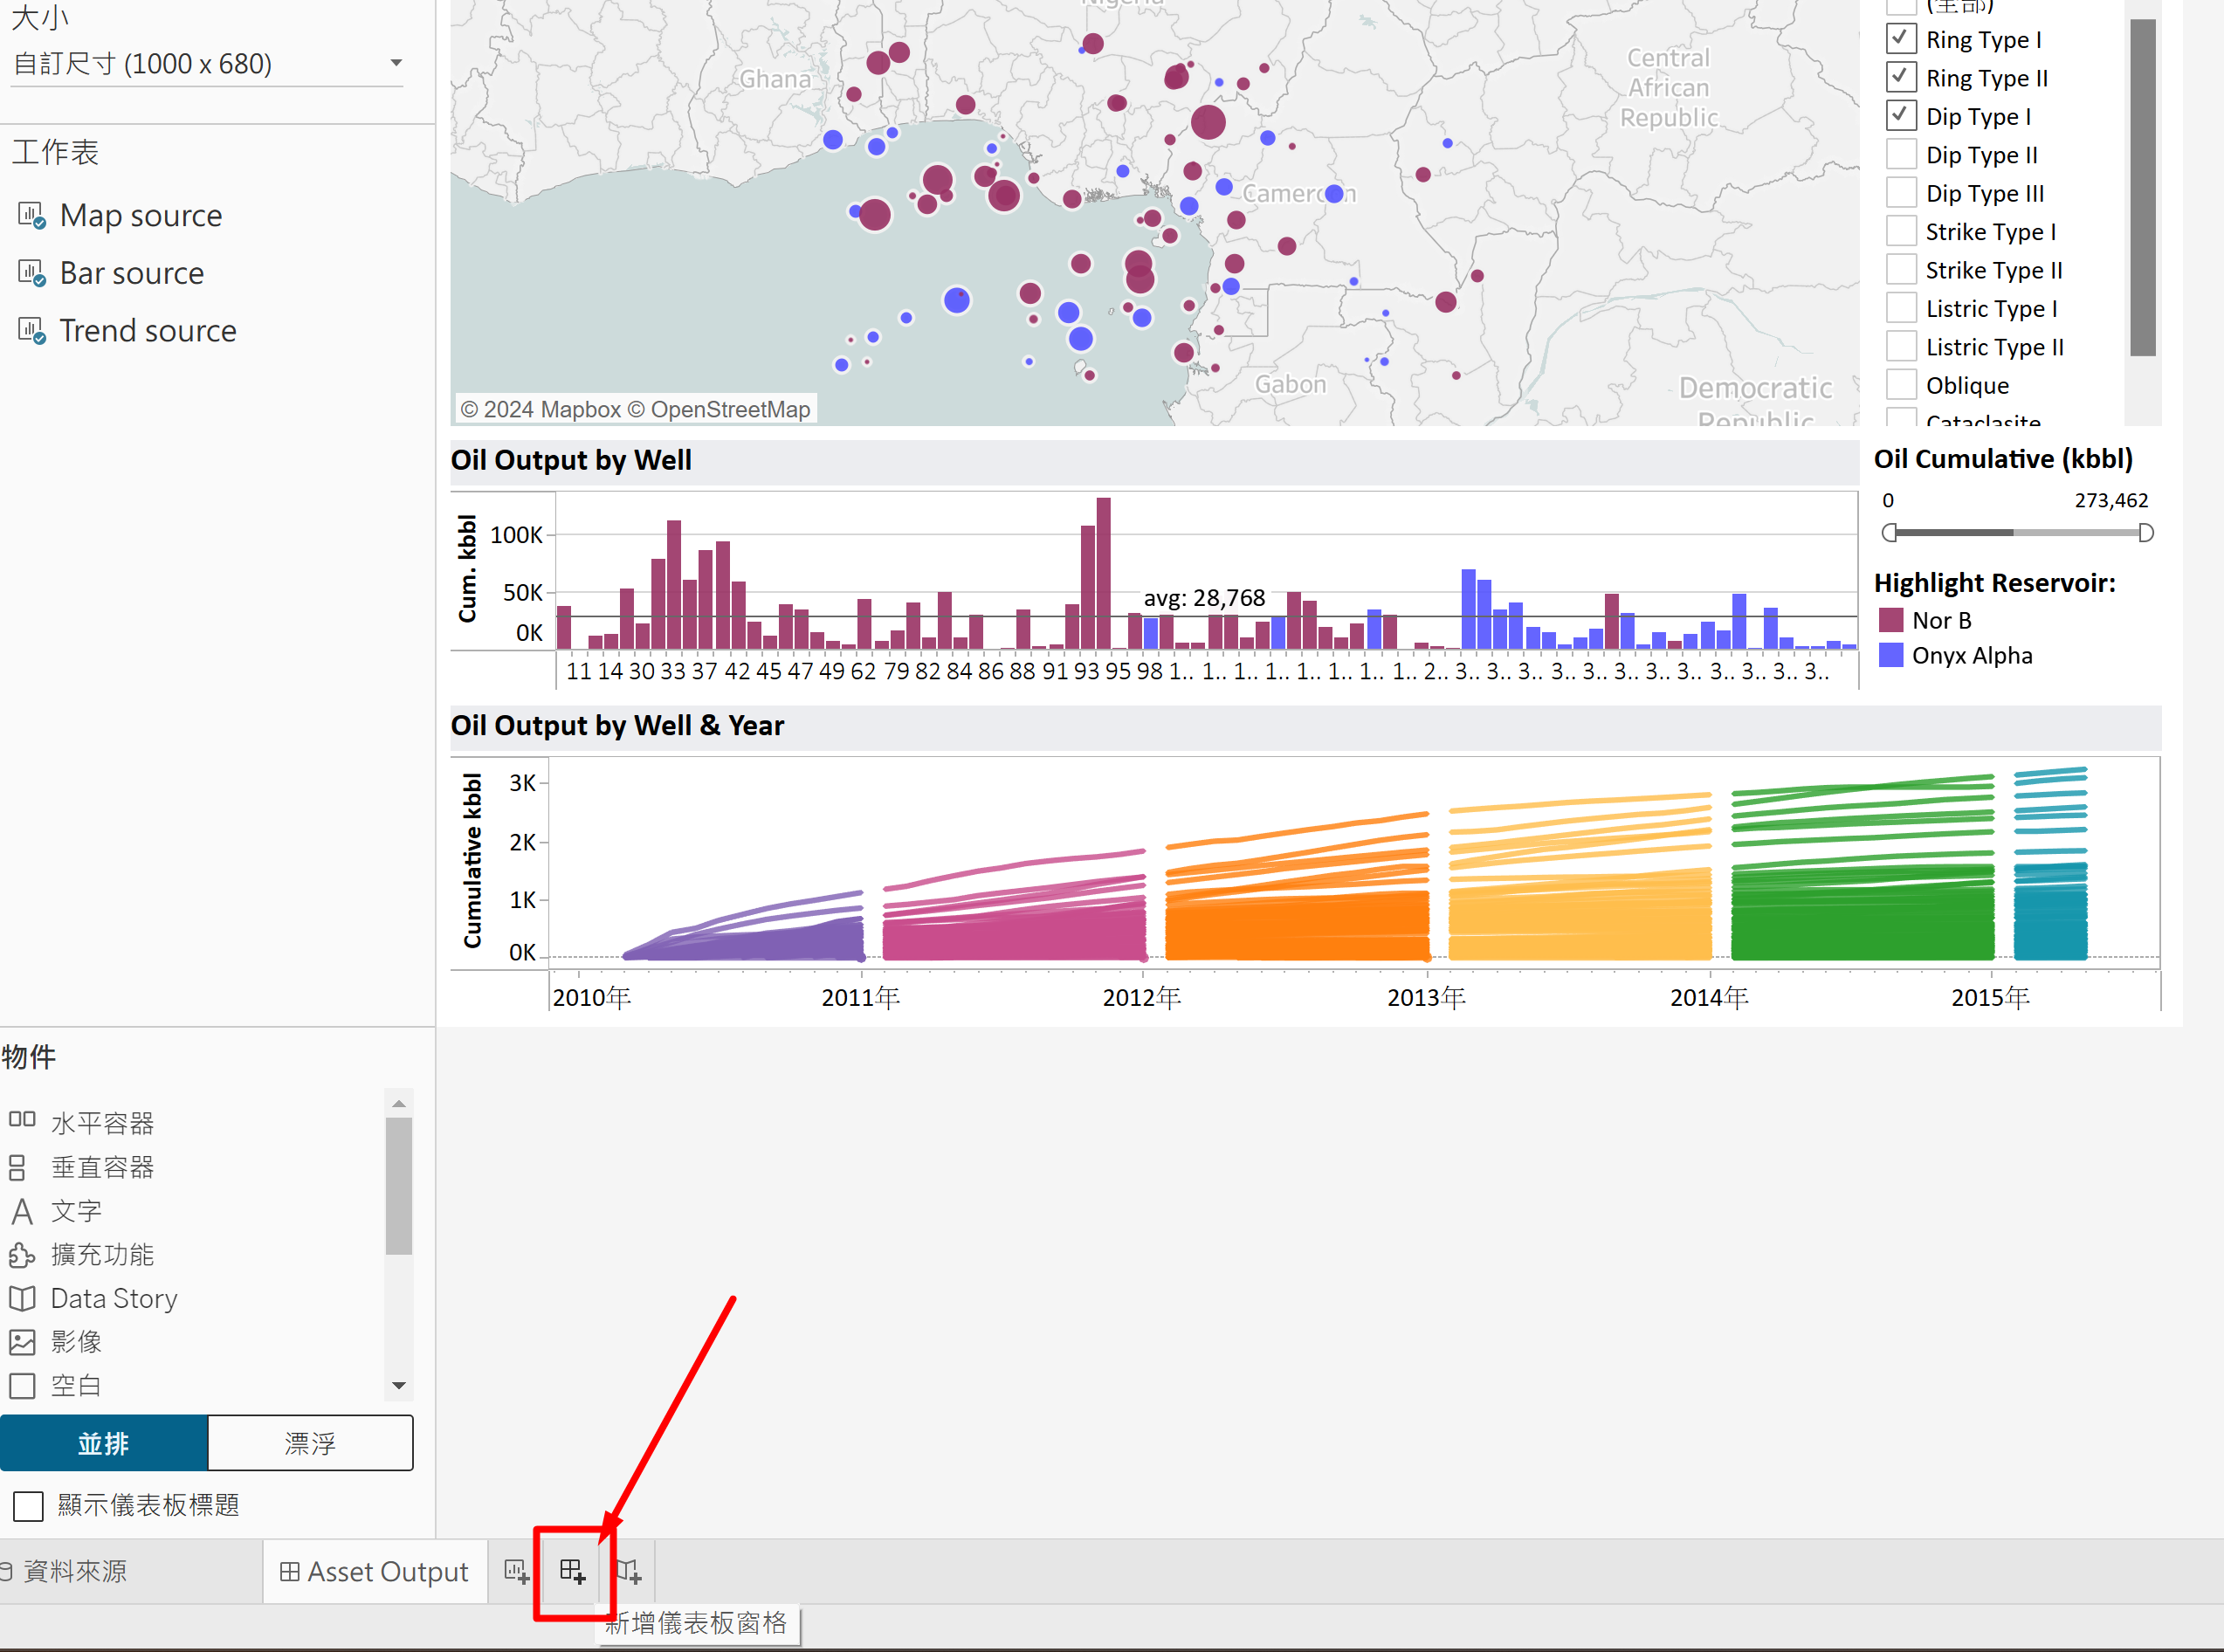 大小
自訂尺寸 (1000 x 680)
工作表
Map source
Bar source
Trend source
Nigeria
Ghana
Central
African
Republic
Cameroon
Gabon
Democratic
Republic
© 2024 Mapbox © OpenStreetMap
(全部)
Ring Type I
Ring Type II
Dip Type I
Dip Type II
Dip Type III
Strike Type I
Strike Type II
Listric Type I
Listric Type II
Oblique
Cataclasite
Oil Output by Well
Cum. kbbl
100K
50K
0K
avg: 28,768
11 14 30 33 37 42 45 47 49 62 79 82 84 86 88 91 93 95 98 1.. 1.. 1.. 1.. 1.. 1.. 1.. 1.. 2.. 3.. 3.. 3.. 3.. 3.. 3.. 3.. 3.. 3.. 3.. 3.. 3..
Oil Cumulative (kbbl)
0 273,462
Highlight Reservoir:
Nor B
Onyx Alpha
Oil Output by Well & Year
Cumulative kbbl
3K
2K
1K
0K
2010年 2011年 2012年 2013年 2014年 2015年
物件
水平容器
垂直容器
文字
擴充功能
Data Story
影像
空白
並排 漂浮
顯示儀表板標題
資料來源 Asset Output
新增儀表板窗格